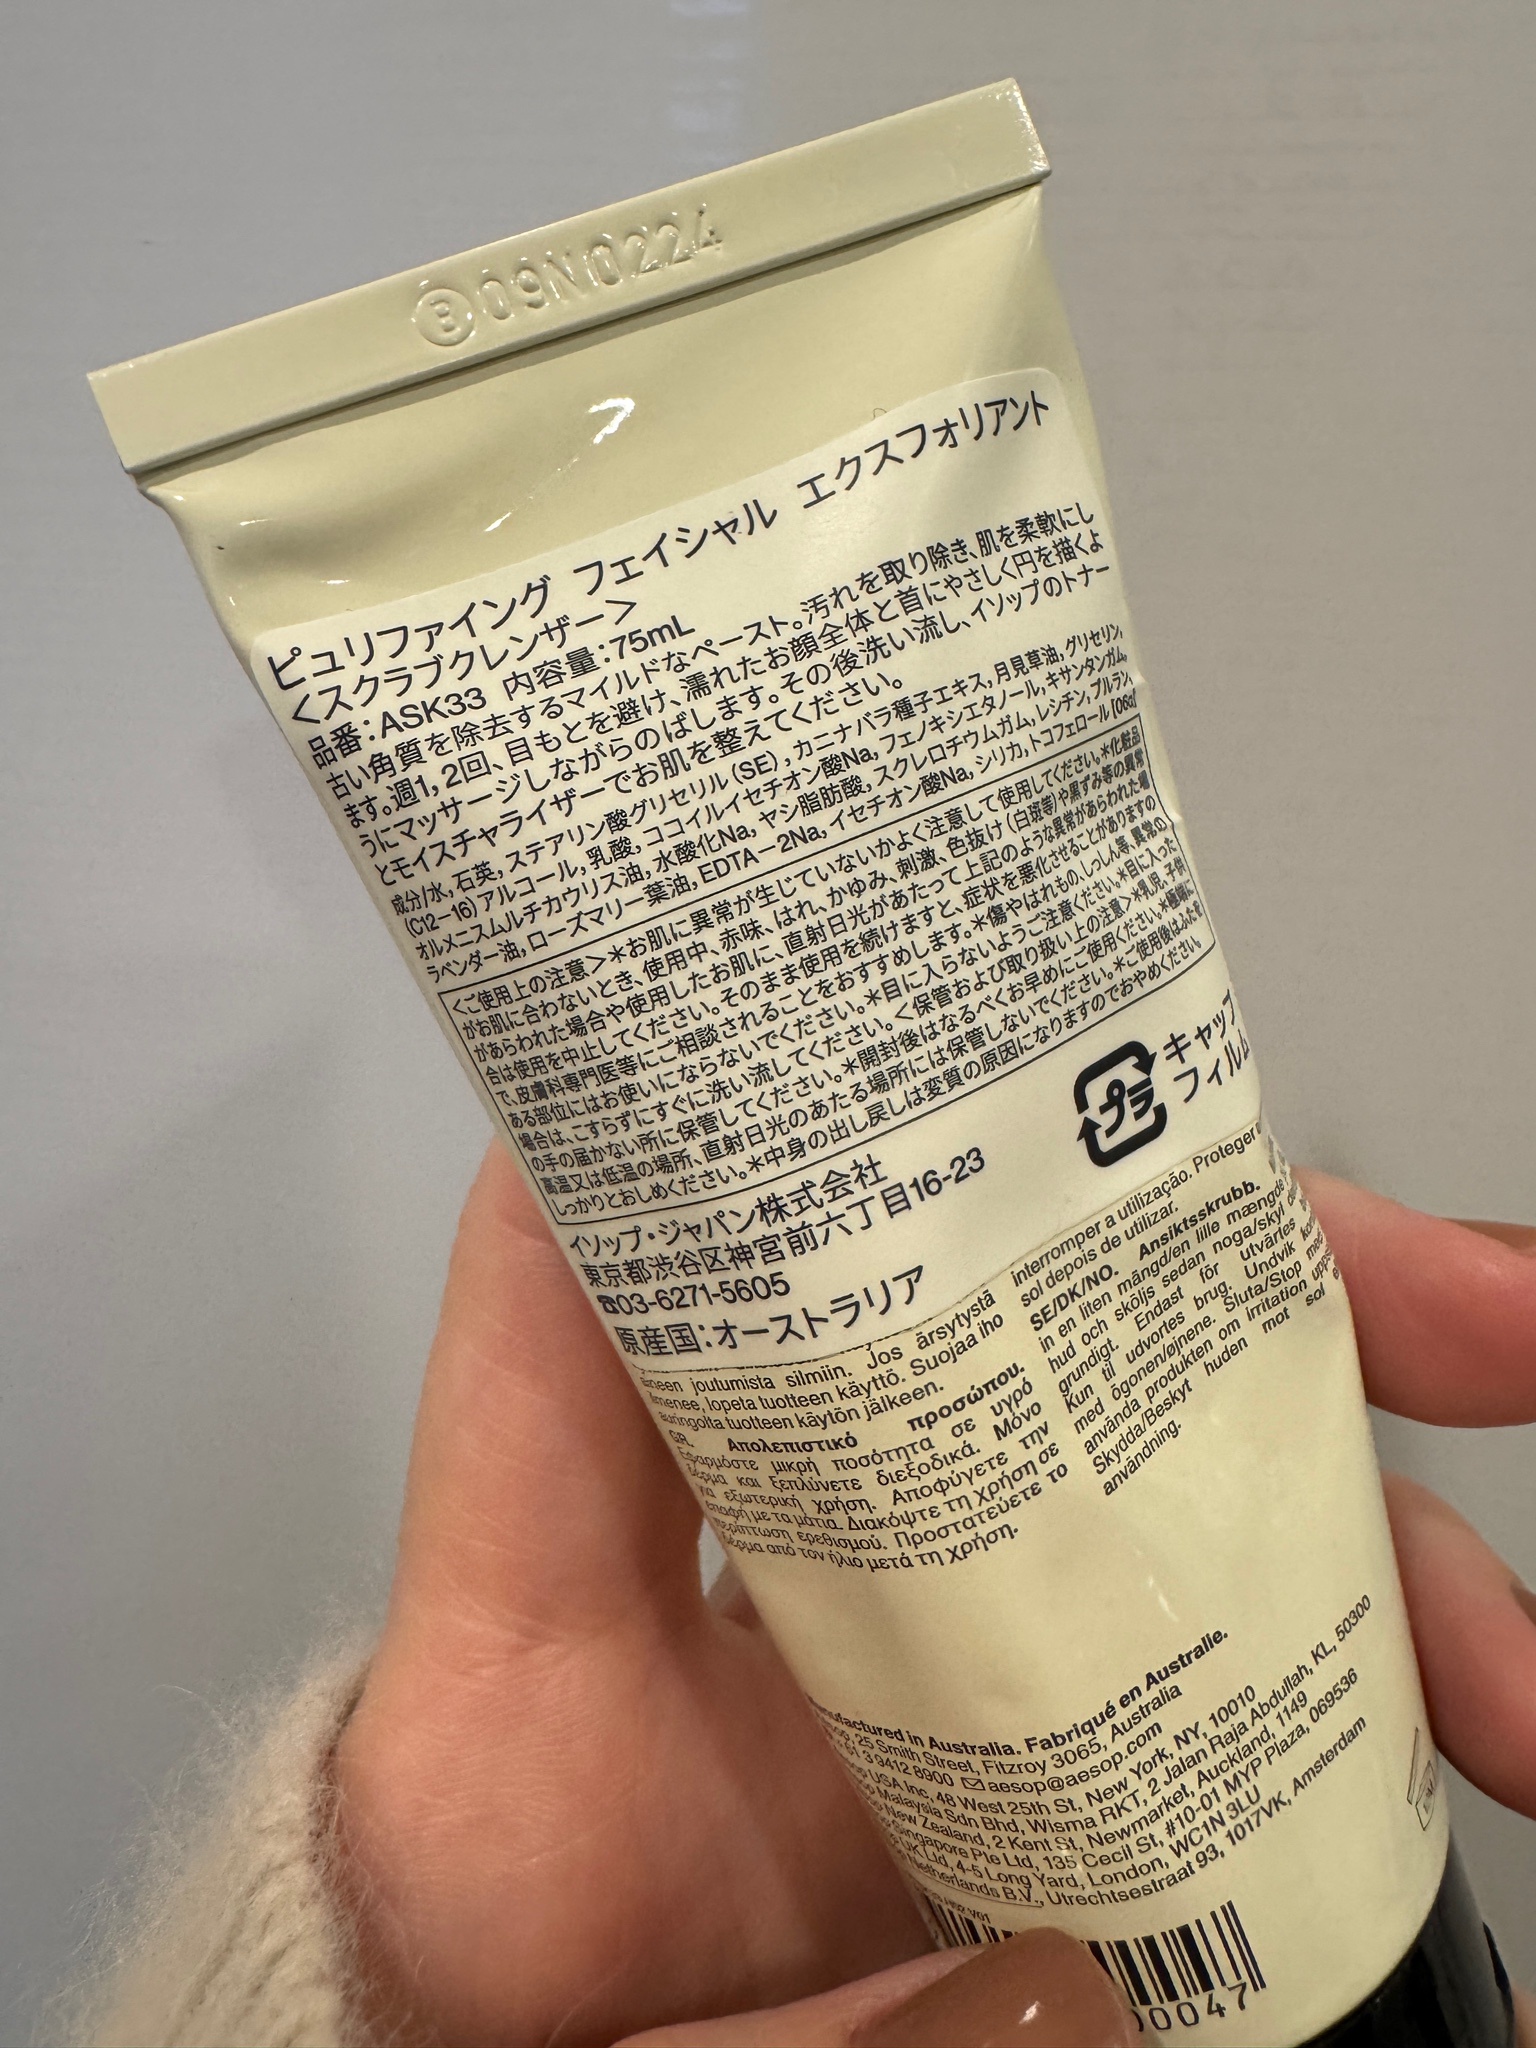 B09N0224
ピュリファイング フェイシャル エクスフォリアント
＜スクラブクレンザー＞
品番：ASK33 内容量：75mL
古い角質を除去するマイルドなペースト。汚れを取り除き、肌を柔軟にし
ます。週1, 2回、目もとを避け、濡れたお顔全体と首にやさしく円を描くよ
うにマッサージしながらのばします。その後洗い流し、イソップのトナー
とモイスチャライザーでお肌を整えてください。
成分/水, 石英, ステアリン酸グリセリル（SE）, カニナバラ種子エキス, 月見草油, グリセリン,
(C12－16)アルコール, 乳酸, ココイルイセチオン酸Na, フェノキシエタノール, キサンタンガム,
オルメニスムルチカウリス油, 水酸化Na, ヤシ脂肪酸, スクレロチウムガム, レシチン, プルラン,
ラベンダー油, ローズマリー葉油, EDTA－2Na, イセチオン酸Na, シリカ, トコフェロール
＜ご使用上の注意＞＊お肌に異常が生じていないかよく注意して使用してください。＊化粧品
がお肌に合わないとき、使用中、赤味、はれ、かゆみ、刺激、色抜け（白斑等）や黒ずみ等の異常
があらわれた場合や使用したお肌に、直射日光があたって上記のような異常があらわれた場
合は使用を中止してください。そのまま使用を続けますと、症状を悪化させることがありますの
で、皮膚科専門医等にご相談されることをおすすめします。＊傷やはれもの、しっしん等、異常の
ある部位にはお使いにならないでください。＊目に入らないようご注意ください。＊目に入った
場合は、こすらずにすぐに洗い流してください。＜保管および取り扱い上の注意＞＊乳児、子供
の手の届かない所に保管してください。＊開封後はなるべくお早めにご使用ください。＊極端に
高温又は低温の場所、直射日光のあたる場所には保管しないでください。＊ご使用後はふたを
しっかりとおしめください。＊中身の出し戻しは変質の原因になりますのでおやめください。
イソップ・ジャパン株式会社
東京都渋谷区神宮前六丁目16-23
☎03-6271-5605
原産国：オーストラリア
プラ
キャップ
フィルム
joutumista silmiin. Jos ärsytystä
ilmenee, lopeta tuotteen käyttö. Suojaa iho
auringolta tuotteen käytön jälkeen.
GR. Απολεπιστικό προσώπου.
Εφαρμόστε μικρή ποσότητα σε υγρό
δέρμα και ξεπλύνετε διεξοδικά. Μόνο
για εξωτερική χρήση. Αποφύγετε την
επαφή με τα μάτια. Διακόψτε τη χρήση σε
περίπτωση ερεθισμού. Προστατεύετε το
δέρμα από τον ήλιο μετά τη χρήση.
interromper a utilização. Proteger
sol depois de utilizar.
SE/DK/NO. Ansiktsskrubb.
in en liten mängd/en lille mængde
hud och skölj sedan noga/skyl
grundigt. Endast för utvärtes
Kun til udvortes brug. Undvik
med ögonen/øjnene. Sluta/Stop
använda produkten om irritation
Skydda/Beskyt huden mot sol
användning.
Manufactured in Australia. Fabriqué en Australie.
Aesop, 25 Smith Street, Fitzroy 3065, Australia
+61 3 9412 8900 ✉ aesop@aesop.com
USA Inc, 48 West 25th St, New York, NY, 10010
Malaysia Sdn Bhd, Wisma RKT, 2 Jalan Raja Abdullah, KL, 50300
New Zealand, 2 Kent St, Newmarket, Auckland, 1149
Singapore Pte Ltd, 135 Cecil St, #10-01 MYP Plaza, 069536
UK Ltd, 4-5 Long Yard, London, WC1N 3LU
Netherlands B.V., Utrechtsestraat 93, 1017VK, Amsterdam
0047